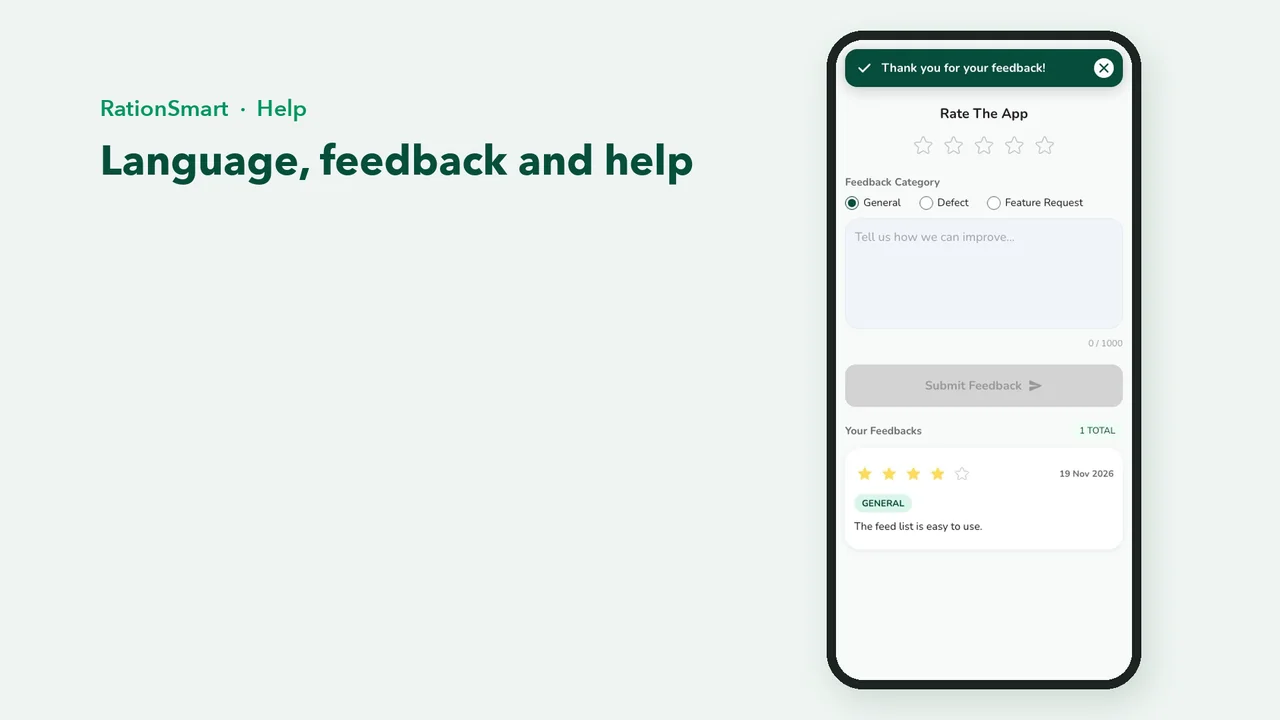 RationSmart · Help
Language, feedback and help
Thank you for your feedback!
Rate The App
Feedback Category
General Defect Feature Request
Tell us how we can improve...
0 / 1000
Submit Feedback
Your Feedbacks 1 TOTAL
19 Nov 2026
GENERAL
The feed list is easy to use.